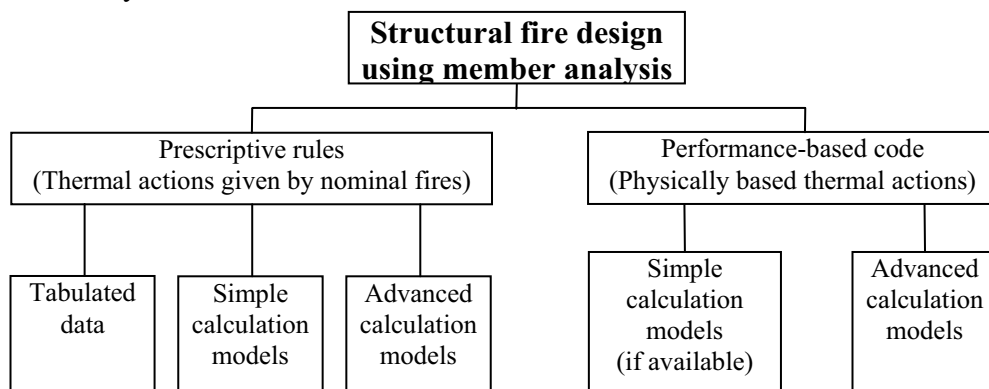 Structural fire design
using member analysis
Prescriptive rules
(Thermal actions given by nominal fires)
Performance-based code
(Physically based thermal actions)
Tabulated
data
Simple
calculation
models
Advanced
calculation
models
Simple
calculation
models
(if available)
Advanced
calculation
models